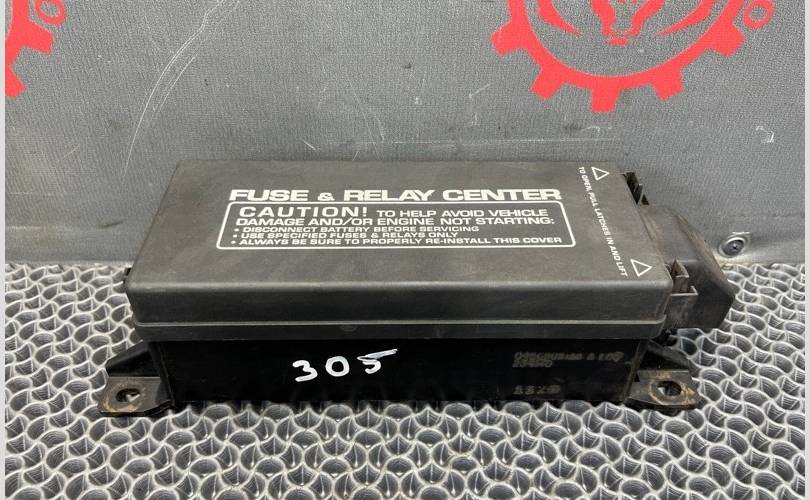 FUSE & RELAY CENTER
CAUTION! TO HELP AVOID VEHICLE
DAMAGE AND/OR ENGINE NOT STARTING:
• DISCONNECT BATTERY BEFORE SERVICING
• USE SPECIFIED FUSES & RELAYS ONLY
• ALWAYS BE SURE TO PROPERLY RE-INSTALL THIS COVER
TO OPEN, PULL LATCHES IN AND LIFT
305